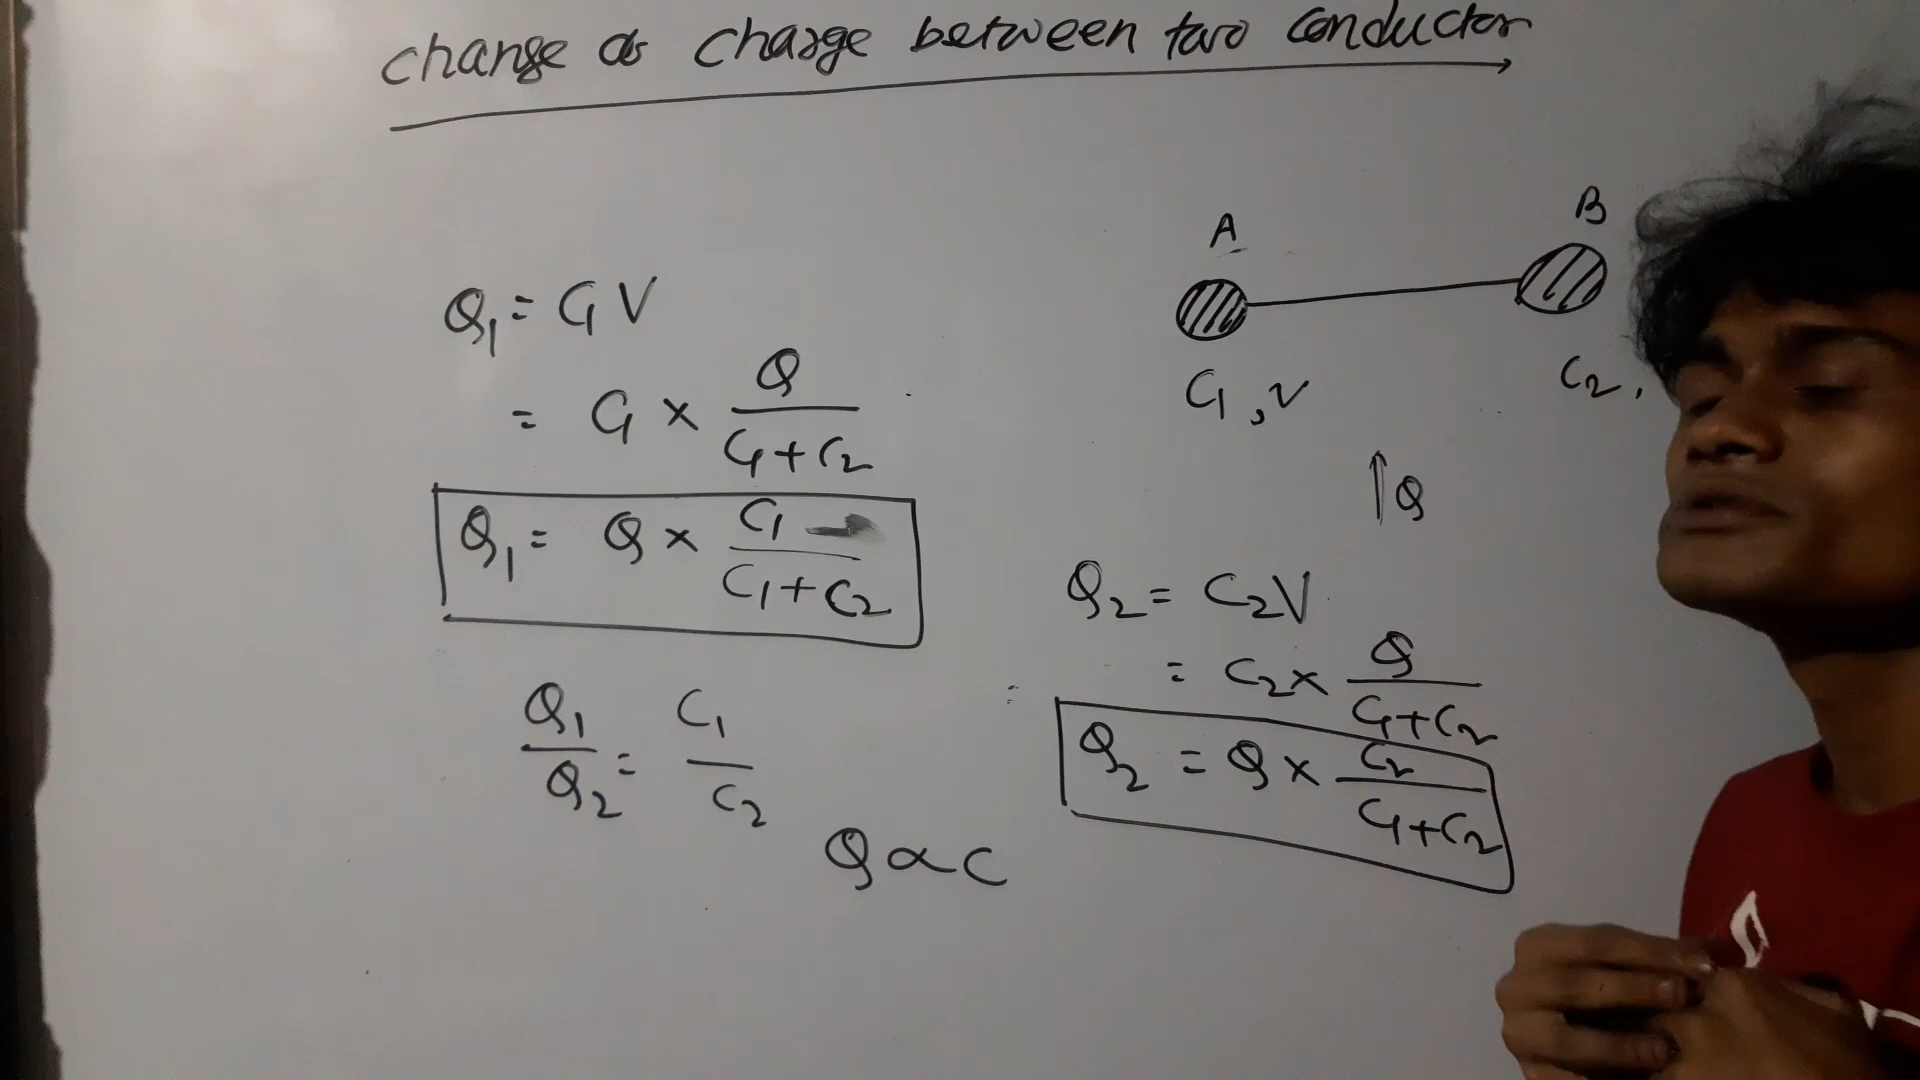 change as charge between two conductor
A
B
Q₁ = C₁V
C₁, V
C₂,
= C₁ × Q/(C₁+C₂)
↑Q
Q₁ = Q × C₁/(C₁+C₂)
Q₂ = C₂V
= C₂ × Q/(C₁+C₂)
Q₁/Q₂ = C₁/C₂
Q₂ = Q × C₂/(C₁+C₂)
Q ∝ C